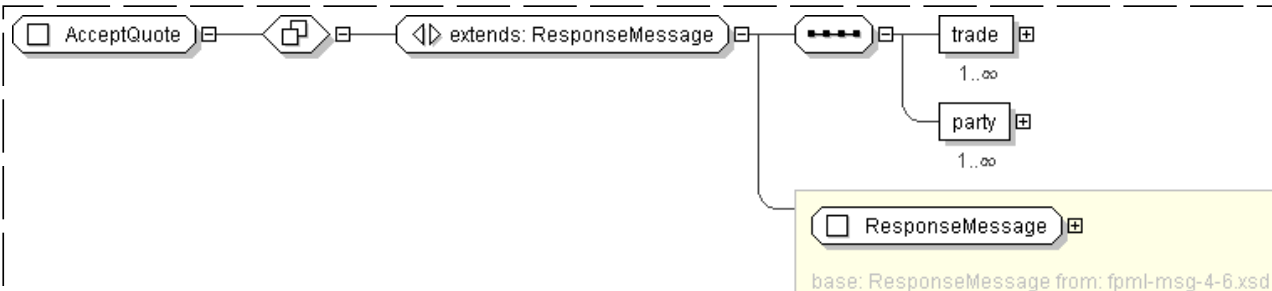 AcceptQuote
extends: ResponseMessage
trade
1..∞
party
1..∞
ResponseMessage
base: ResponseMessage from: fpml-msg-4-6.xsd